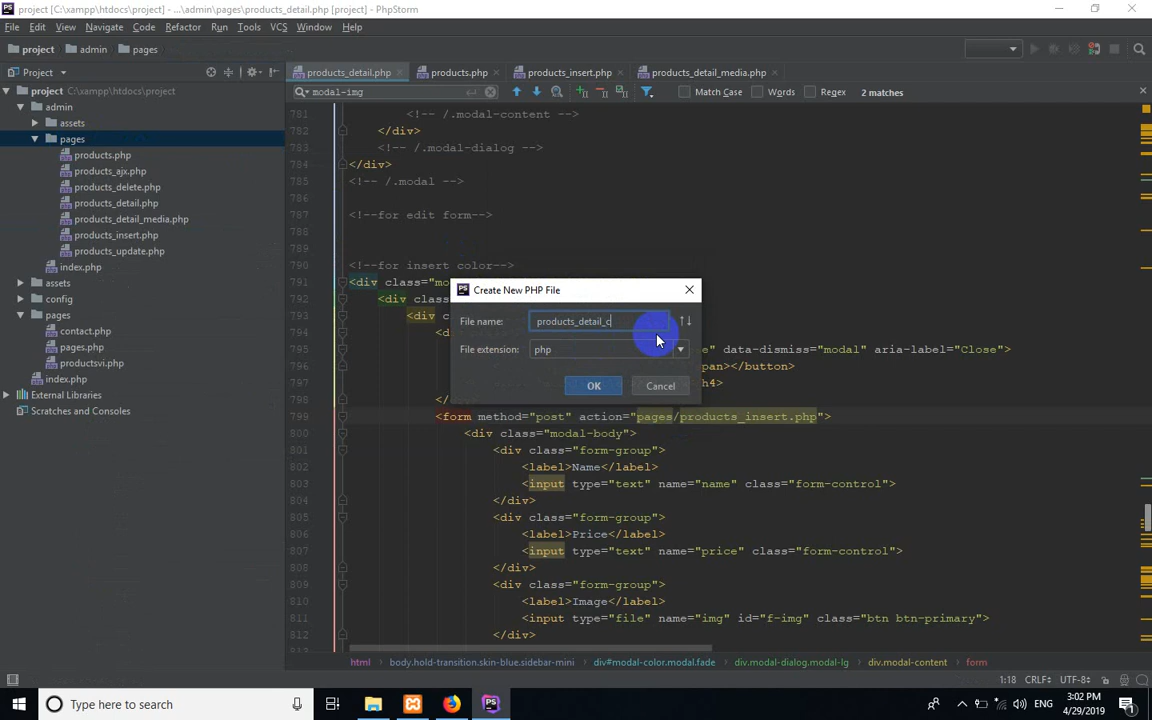 project [C:\xampp\htdocs\project] - ...\admin\pages\products_detail.php [project] - PhpStorm
File Edit View Navigate Code Refactor Run Tools VCS Window Help
project admin pages
Project
products_detail.php products.php products_insert.php products_detail_media.php
modal-img Match Case Words Regex 2 matches
project C:\xampp\htdocs\project
admin
assets
pages
products.php
products_ajx.php
products_delete.php
products_detail.php
products_detail_media.php
products_insert.php
products_update.php
index.php
assets
config
pages
contact.php
pages.php
productsvi.php
index.php
External Libraries
Scratches and Consoles
781 <!-- /.modal-content -->
782 </div>
783 <!-- /.modal-dialog -->
784 </div>
785 <!-- /.modal -->
786
787 <!--for edit form-->
788
789
790 <!--for insert color-->
791 <div class="mo
792 <div clas
793 <div c
794 <d
795 e" data-dismiss="modal" aria-label="Close">
796 pan></button>
797 h4>
798 </
799 <form method="post" action="pages/products_insert.php">
800 <div class="modal-body">
801 <div class="form-group">
802 <label>Name</label>
803 <input type="text" name="name" class="form-control">
804 </div>
805 <div class="form-group">
806 <label>Price</label>
807 <input type="text" name="price" class="form-control">
808 </div>
809 <div class="form-group">
810 <label>Image</label>
811 <input type="file" name="img" id="f-img" class="btn btn-primary">
812 </div>
Create New PHP File
File name: products_detail_c
File extension: php
OK Cancel
html body.hold-transition.skin-blue.sidebar-mini div#modal-color.modal.fade div.modal-dialog.modal-lg div.modal-content form
1:18 CRLF÷ UTF-8÷
Type here to search
ENG
3:02 PM
4/29/2019
1